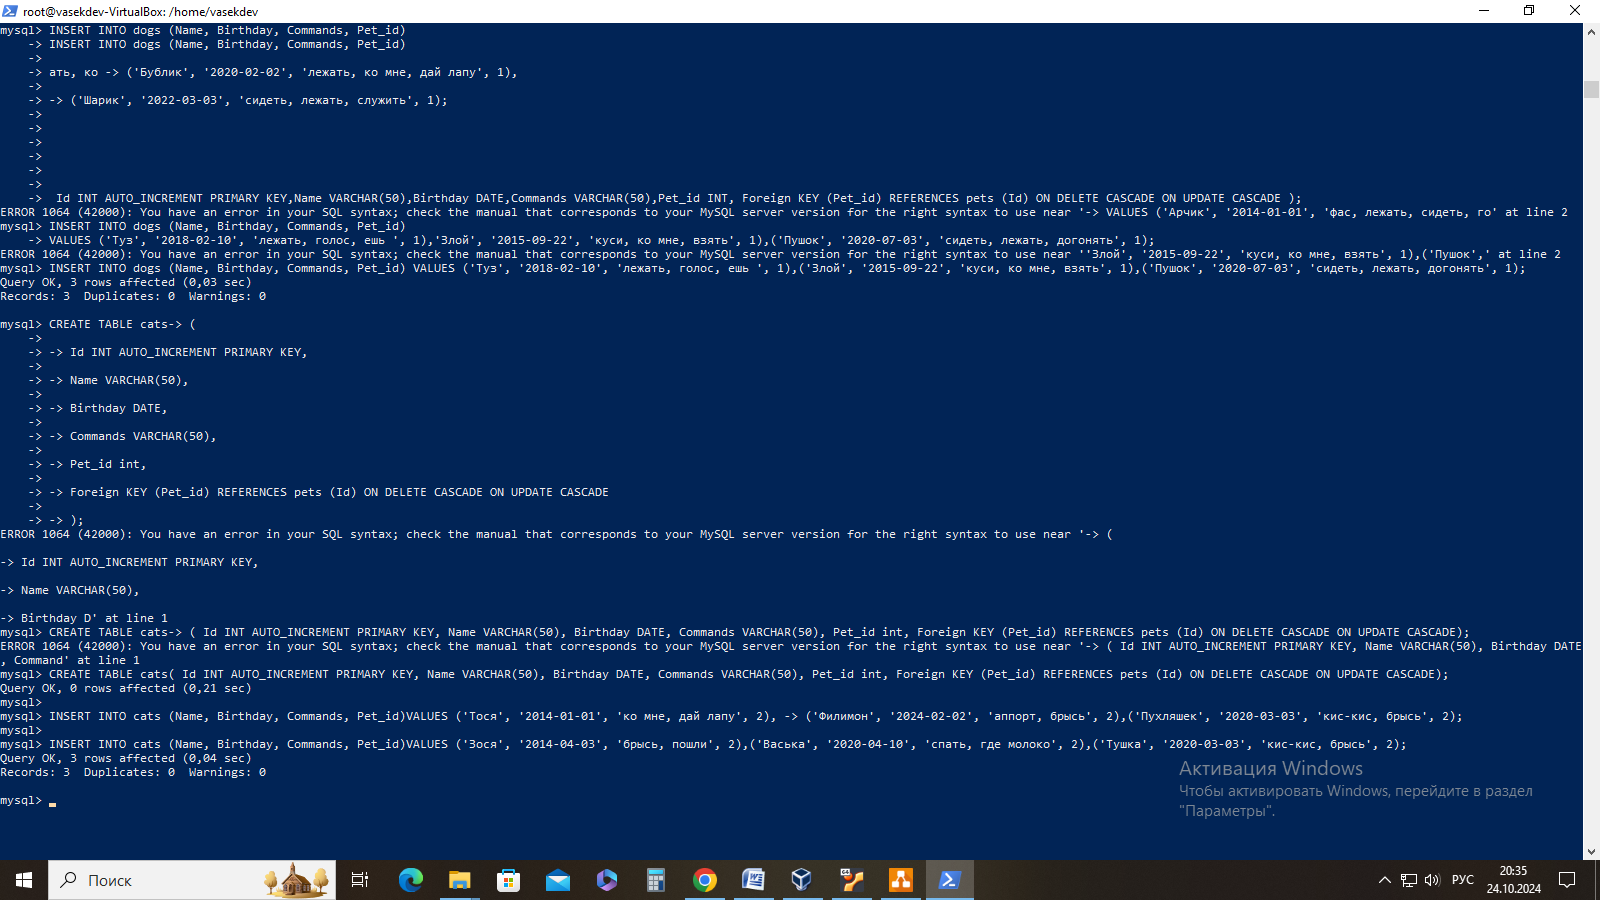 root@vasekdev-VirtualBox: /home/vasekdev
mysql> INSERT INTO dogs (Name, Birthday, Commands, Pet_id)
    -> INSERT INTO dogs (Name, Birthday, Commands, Pet_id)
    ->
    -> ать, ко -> ('Бублик', '2020-02-02', 'лежать, ко мне, дай лапу', 1),
    ->
    -> -> ('Шарик', '2022-03-03', 'сидеть, лежать, служить', 1);
    ->
    ->
    ->
    ->
    ->
    ->
    ->  Id INT AUTO_INCREMENT PRIMARY KEY,Name VARCHAR(50),Birthday DATE,Commands VARCHAR(50),Pet_id INT, Foreign KEY (Pet_id) REFERENCES pets (Id) ON DELETE CASCADE ON UPDATE CASCADE );
ERROR 1064 (42000): You have an error in your SQL syntax; check the manual that corresponds to your MySQL server version for the right syntax to use near '-> VALUES ('Арчик', '2014-01-01', 'фас, лежать, сидеть, го' at line 2
mysql> INSERT INTO dogs (Name, Birthday, Commands, Pet_id)
    -> VALUES ('Туз', '2018-02-10', 'лежать, голос, ешь ', 1),'Злой', '2015-09-22', 'куси, ко мне, взять', 1),('Пушок', '2020-07-03', 'сидеть, лежать, догонять', 1);
ERROR 1064 (42000): You have an error in your SQL syntax; check the manual that corresponds to your MySQL server version for the right syntax to use near ''Злой', '2015-09-22', 'куси, ко мне, взять', 1),('Пушок',' at line 2
mysql> INSERT INTO dogs (Name, Birthday, Commands, Pet_id) VALUES ('Туз', '2018-02-10', 'лежать, голос, ешь ', 1),('Злой', '2015-09-22', 'куси, ко мне, взять', 1),('Пушок', '2020-07-03', 'сидеть, лежать, догонять', 1);
Query OK, 3 rows affected (0,03 sec)
Records: 3  Duplicates: 0  Warnings: 0
mysql> CREATE TABLE cats-> (
    ->
    -> -> Id INT AUTO_INCREMENT PRIMARY KEY,
    ->
    -> -> Name VARCHAR(50),
    ->
    -> -> Birthday DATE,
    ->
    -> -> Commands VARCHAR(50),
    ->
    -> -> Pet_id int,
    ->
    -> -> Foreign KEY (Pet_id) REFERENCES pets (Id) ON DELETE CASCADE ON UPDATE CASCADE
    ->
    -> -> );
ERROR 1064 (42000): You have an error in your SQL syntax; check the manual that corresponds to your MySQL server version for the right syntax to use near '-> (
-> Id INT AUTO_INCREMENT PRIMARY KEY,
-> Name VARCHAR(50),
-> Birthday D' at line 1
mysql> CREATE TABLE cats-> ( Id INT AUTO_INCREMENT PRIMARY KEY, Name VARCHAR(50), Birthday DATE, Commands VARCHAR(50), Pet_id int, Foreign KEY (Pet_id) REFERENCES pets (Id) ON DELETE CASCADE ON UPDATE CASCADE);
ERROR 1064 (42000): You have an error in your SQL syntax; check the manual that corresponds to your MySQL server version for the right syntax to use near '-> ( Id INT AUTO_INCREMENT PRIMARY KEY, Name VARCHAR(50), Birthday DATE
, Command' at line 1
mysql> CREATE TABLE cats( Id INT AUTO_INCREMENT PRIMARY KEY, Name VARCHAR(50), Birthday DATE, Commands VARCHAR(50), Pet_id int, Foreign KEY (Pet_id) REFERENCES pets (Id) ON DELETE CASCADE ON UPDATE CASCADE);
Query OK, 0 rows affected (0,21 sec)
mysql>
mysql> INSERT INTO cats (Name, Birthday, Commands, Pet_id)VALUES ('Тося', '2014-01-01', 'ко мне, дай лапу', 2), -> ('Филимон', '2024-02-02', 'аппорт, брысь', 2),('Пухляшек', '2020-03-03', 'кис-кис, брысь', 2);
mysql>
mysql> INSERT INTO cats (Name, Birthday, Commands, Pet_id)VALUES ('Зося', '2014-04-03', 'брысь, пошли', 2),('Васька', '2020-04-10', 'спать, где молоко', 2),('Тушка', '2020-03-03', 'кис-кис, брысь', 2);
Query OK, 3 rows affected (0,04 sec)
Records: 3  Duplicates: 0  Warnings: 0
mysql>
Активация Windows
Чтобы активировать Windows, перейдите в раздел
"Параметры".
Поиск
РУС
20:35
24.10.2024